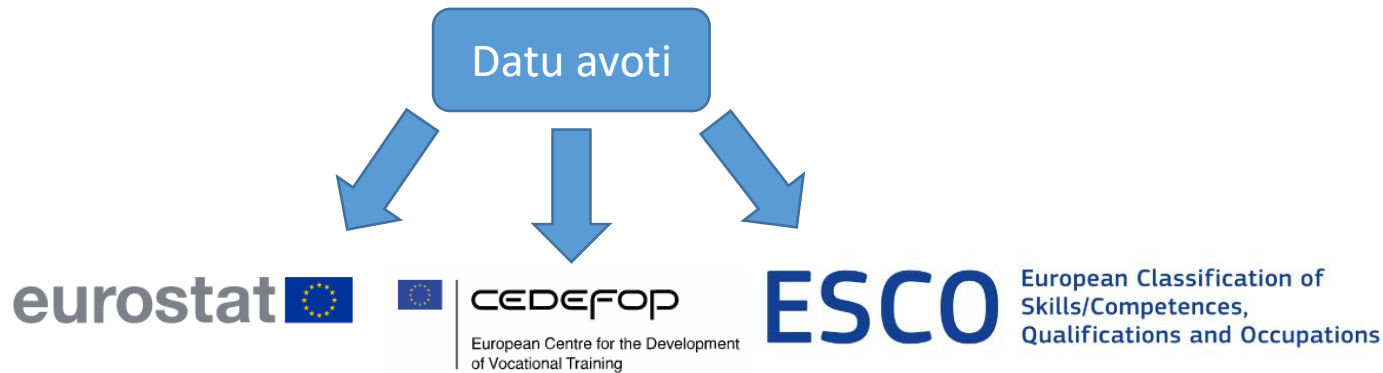 Datu avoti
eurostat
CEDEFOP
European Centre for the Development
of Vocational Training
ESCO
European Classification of
Skills/Competences,
Qualifications and Occupations